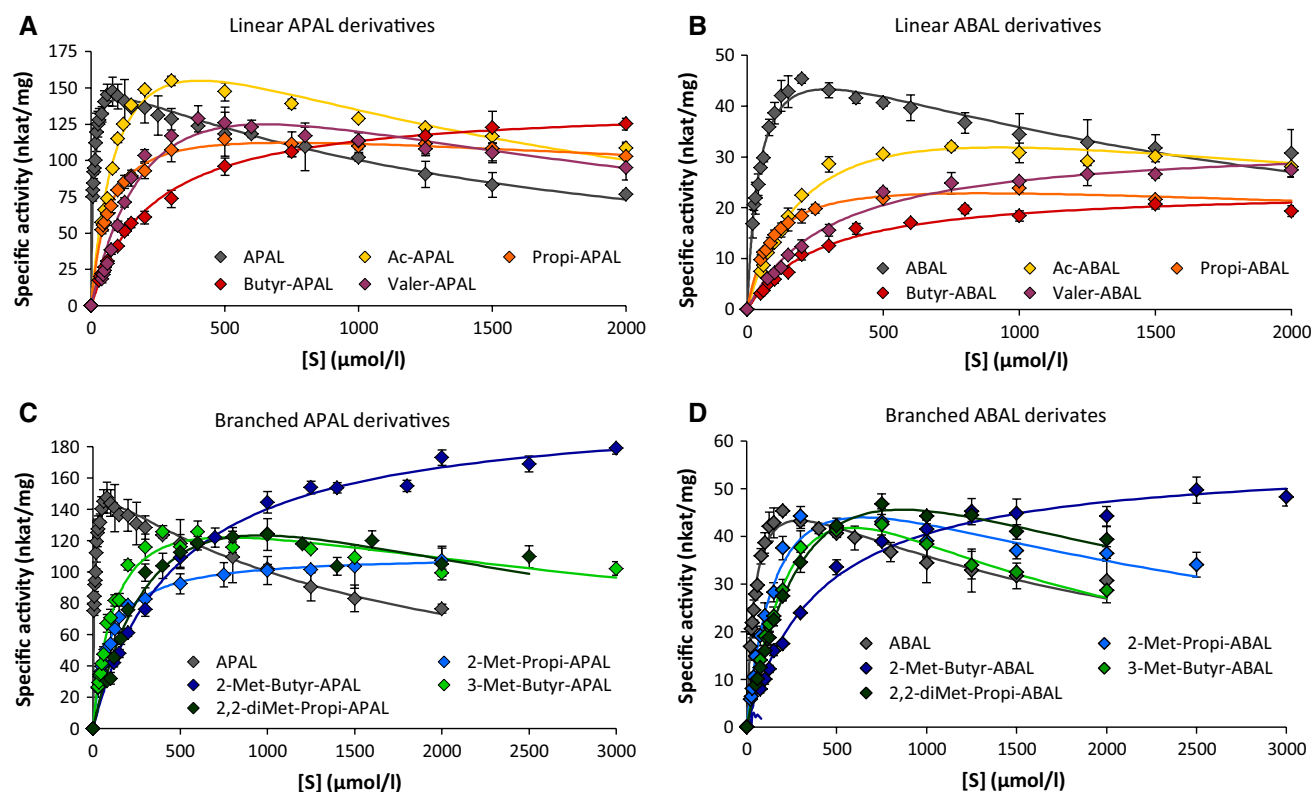 A
Linear APAL derivatives
Specific activity (nkat/mg)
175
150
125
100
75
50
25
0
APAL
Ac-APAL
Propi-APAL
Butyr-APAL
Valer-APAL
0 500 1000 1500 2000
[S] (μmol/l)
B
Linear ABAL derivatives
Specific activity (nkat/mg)
50
40
30
20
10
0
ABAL
Ac-ABAL
Propi-ABAL
Butyr-ABAL
Valer-ABAL
0 500 1000 1500 2000
[S] (μmol/l)
C
Branched APAL derivatives
Specific activity (nkat/mg)
180
160
140
120
100
80
60
40
20
0
APAL
2-Met-Propi-APAL
2-Met-Butyr-APAL
3-Met-Butyr-APAL
2,2-diMet-Propi-APAL
0 500 1000 1500 2000 2500 3000
[S] (μmol/l)
D
Branched ABAL derivates
Specific activity (nkat/mg)
60
50
40
30
20
10
0
ABAL
2-Met-Propi-ABAL
2-Met-Butyr-ABAL
3-Met-Butyr-ABAL
2,2-diMet-Propi-ABAL
0 500 1000 1500 2000 2500 3000
[S] (μmol/l)